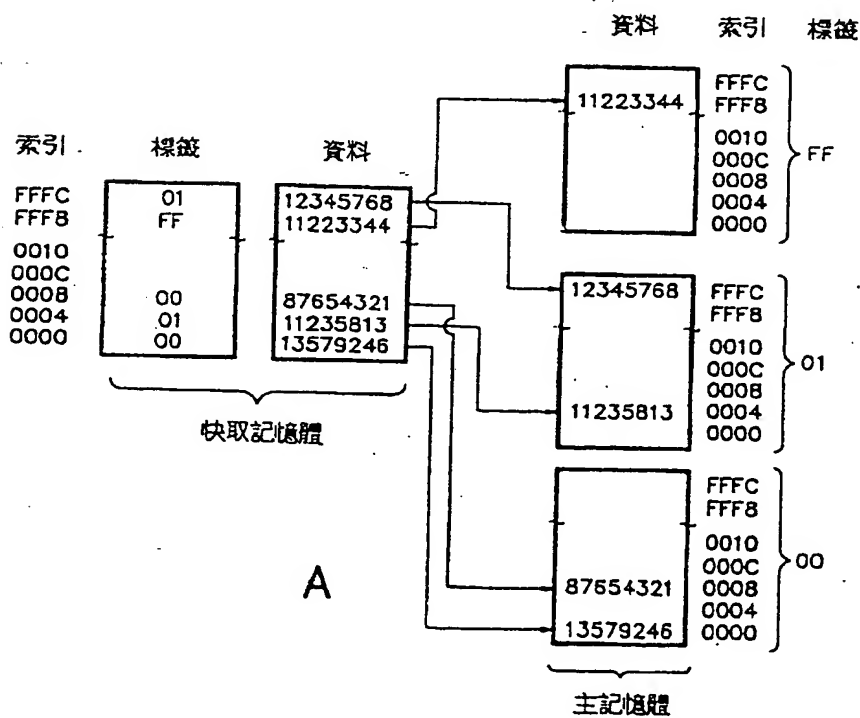 資料 索引 標籤
11223344
FFFC
FFF8
0010
000C
0008
0004
0000
FF
索引 標籤 資料
FFFC 01 12345768
FFF8 FF 11223344
0010
000C
0008 00 87654321
0004 01 11235813
0000 00 13579246
快取記憶體
12345768 FFFC
FFF8
0010
000C
0008
11235813 0004
0000
01
FFFC
FFF8
0010
000C
87654321 0008
0004
13579246 0000
00
A
主記憶體